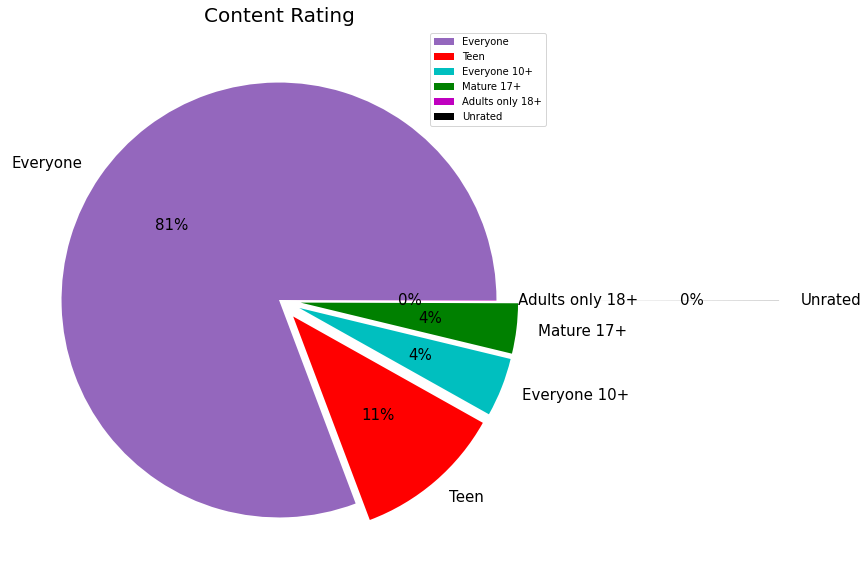 Content Rating
Everyone
Teen
Everyone 10+
Mature 17+
Adults only 18+
Unrated
Everyone
81%
0%
Adults only 18+
0%
Unrated
4%
Mature 17+
4%
Everyone 10+
11%
Teen